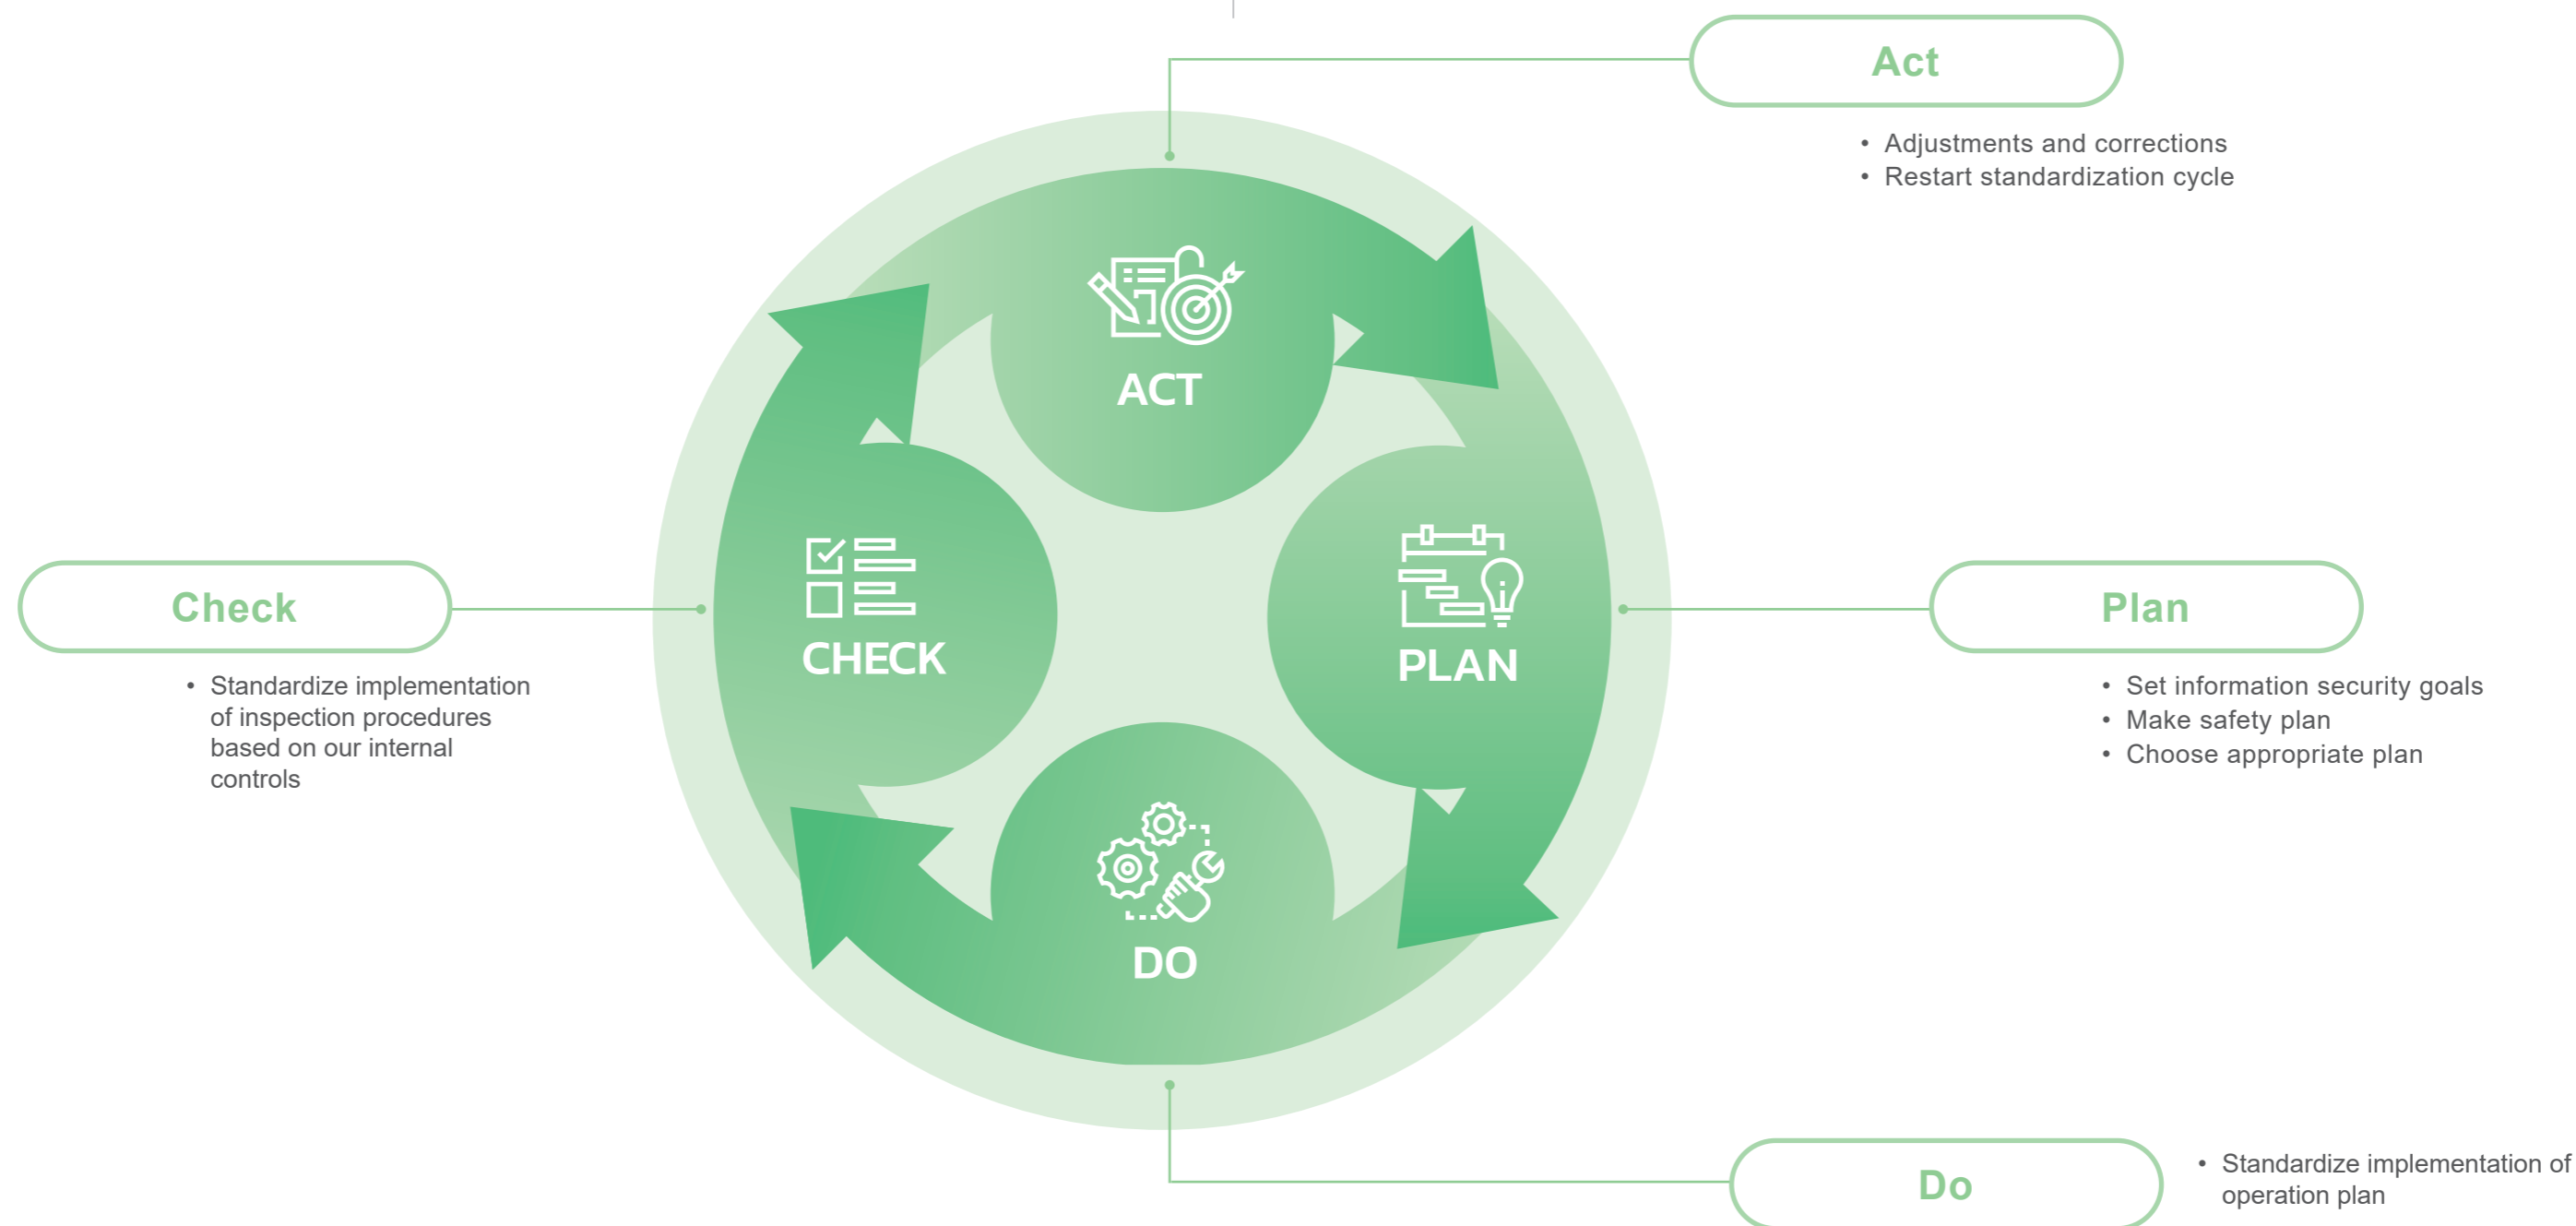 Act
• Adjustments and corrections
• Restart standardization cycle
ACT
CHECK
PLAN
DO
Check
• Standardize implementation
of inspection procedures
based on our internal
controls
Plan
• Set information security goals
• Make safety plan
• Choose appropriate plan
Do
• Standardize implementation of
operation plan